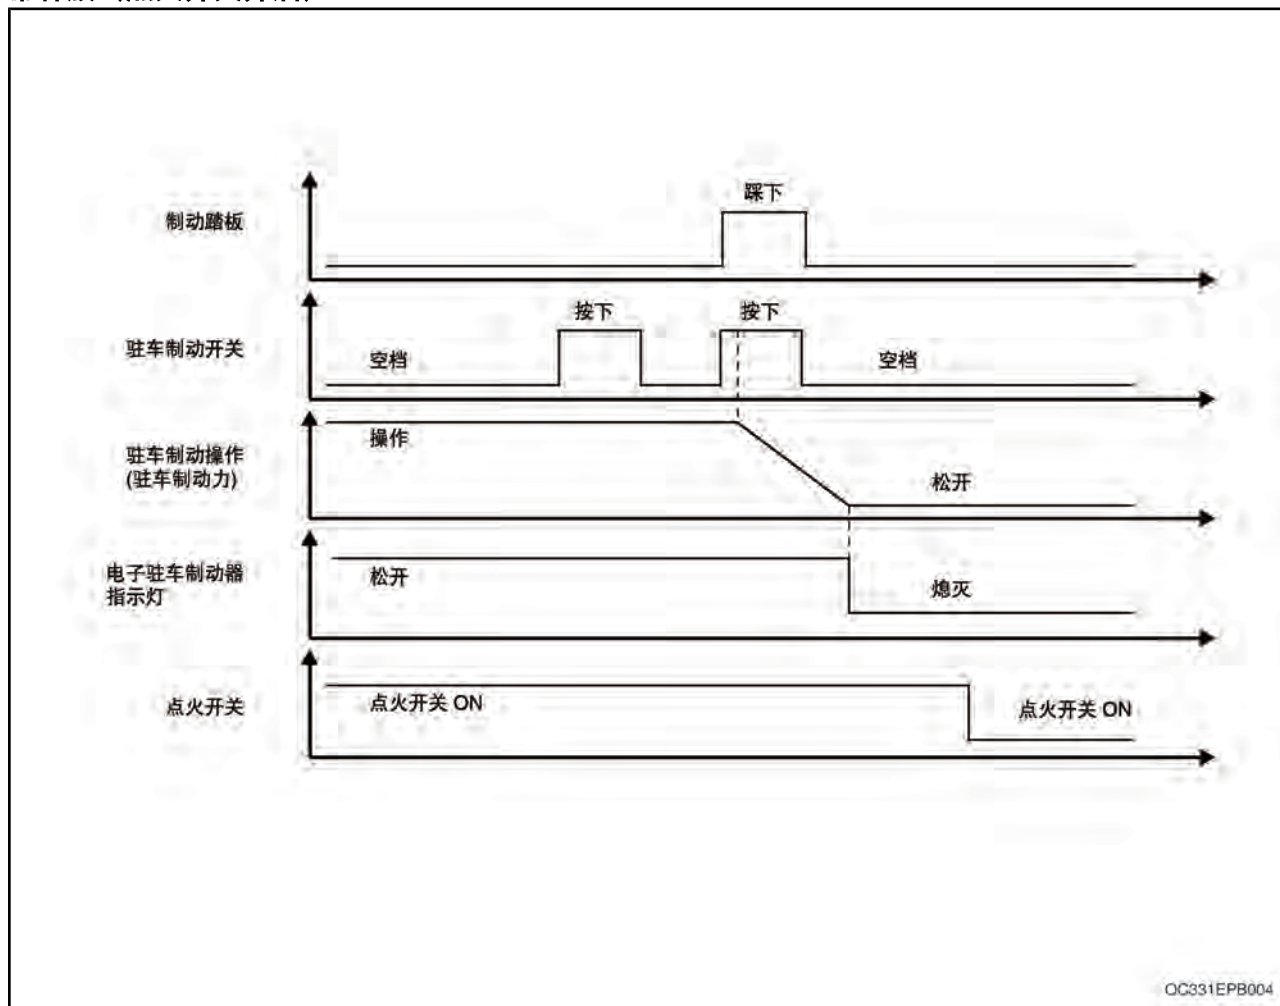 踩下
制动踏板
按下 按下
驻车制动开关
空档 空档
操作
驻车制动操作
(驻车制动力)
松开
电子驻车制动器
指示灯
松开
熄灭
点火开关
点火开关 ON
点火开关 ON
QC331EPB004